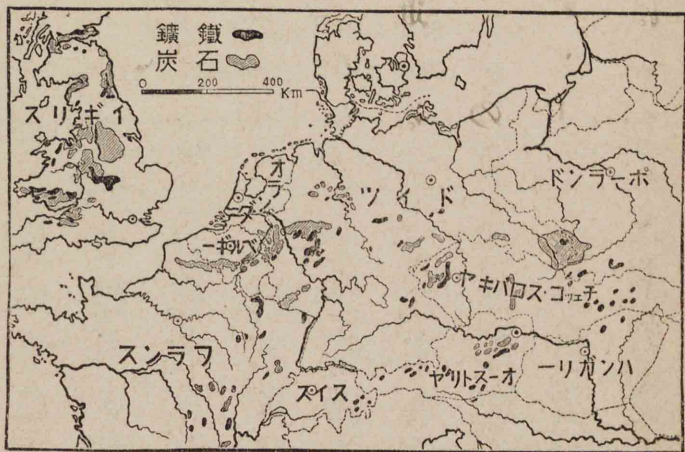 鐵鑛
石炭
0 200 400 Km
イギリス
オランダ
ドイツ
ポーランド
ベルギー
チェッコ・スロバキヤ
フランス
スイス
オーストリヤ
ハンガリー